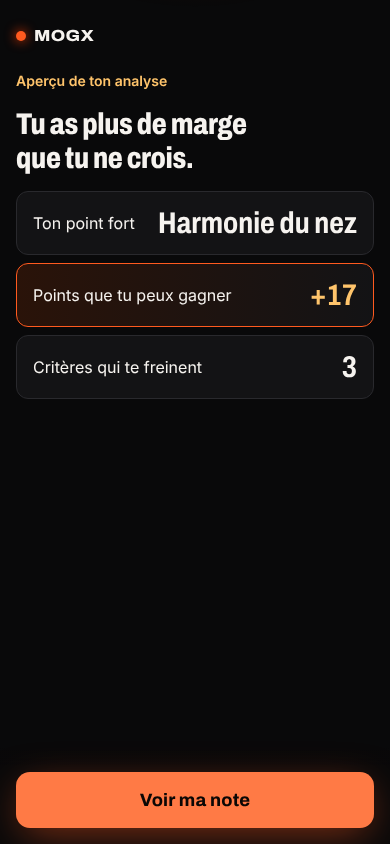 MOGX
Aperçu de ton analyse
Tu as plus de marge
que tu ne crois.
Ton point fort Harmonie du nez
Points que tu peux gagner +17
Critères qui te freinent 3
Voir ma note